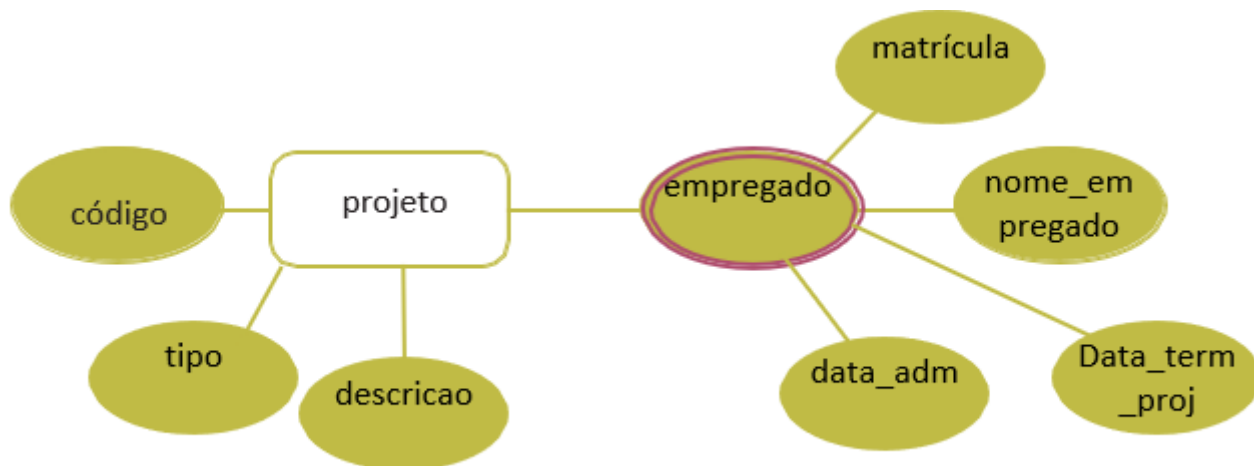 matrícula
empregado
nome_em
pregado
projeto
código
tipo
descricao
data_adm
Data_term
_proj